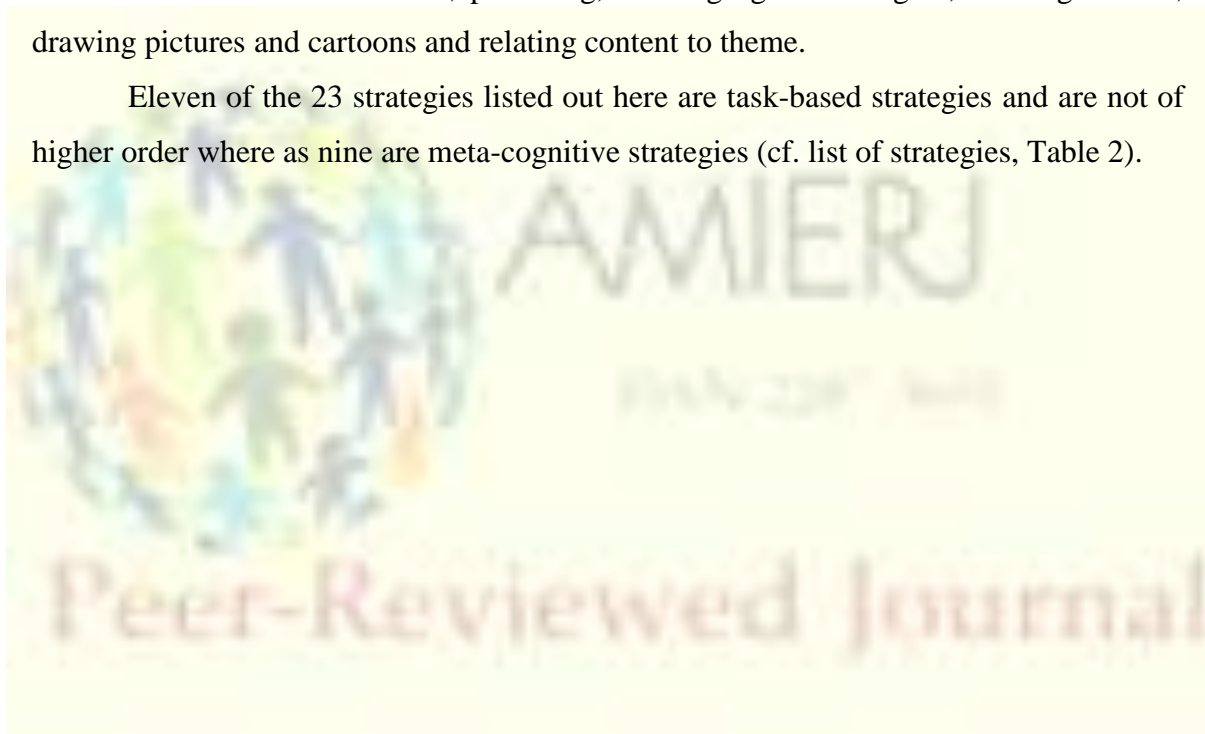 drawing pictures and cartoons and relating content to theme.
Eleven of the 23 strategies listed out here are task-based strategies and are not of
higher order where as nine are meta-cognitive strategies (cf. list of strategies, Table 2).
AMIERJ
Peer-Reviewed Journal